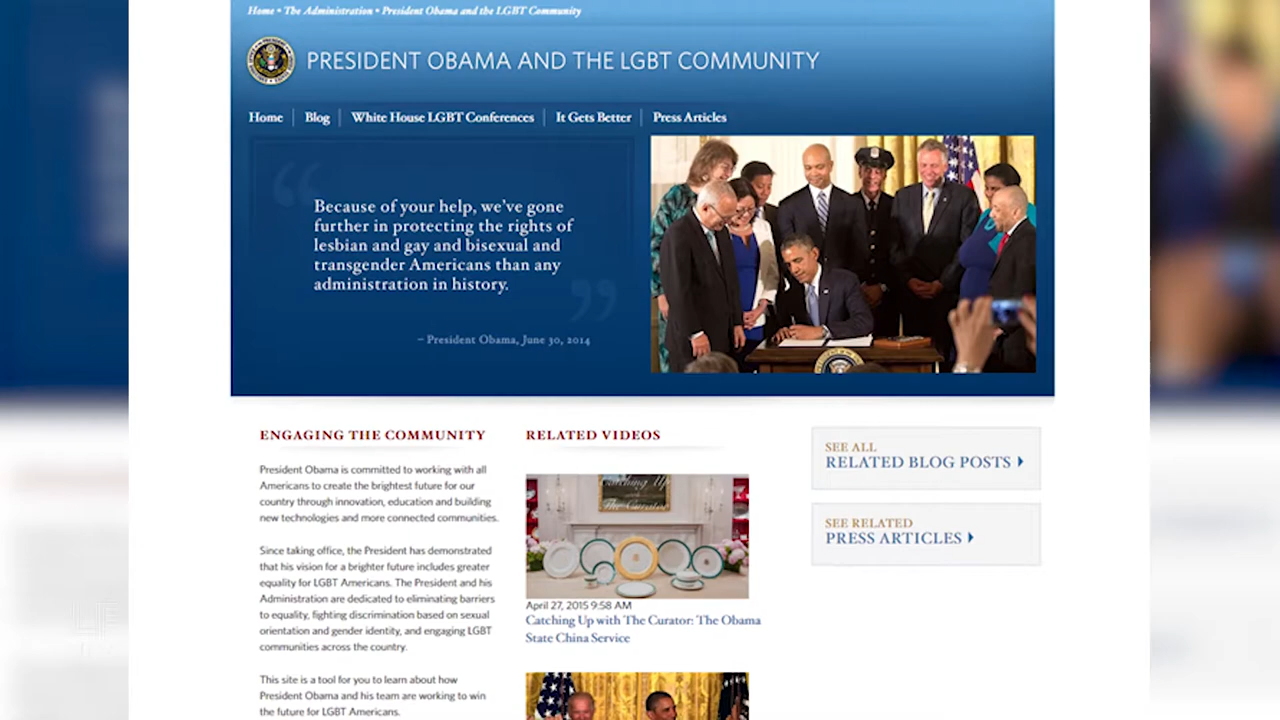 Home • The Administration • President Obama and the LGBT Community
PRESIDENT OBAMA AND THE LGBT COMMUNITY
Home
Blog
White House LGBT Conferences
It Gets Better
Press Articles
“
Because of your help, we’ve gone
further in protecting the rights of
lesbian and gay and bisexual and
transgender Americans than any
administration in history.
”
– President Obama, June 30, 2014
ENGAGING THE COMMUNITY
President Obama is committed to working with all
Americans to create the brightest future for our
country through innovation, education and building
new technologies and more connected communities.
Since taking office, the President has demonstrated
that his vision for a brighter future includes greater
equality for LGBT Americans. The President and his
Administration are dedicated to eliminating barriers
to equality, fighting discrimination based on sexual
orientation and gender identity, and engaging LGBT
communities across the country.
This site is a tool for you to learn about how
President Obama and his team are working to win
the future for LGBT Americans.
RELATED VIDEOS
Catching Up
The Curator
April 27, 2015 9:58 AM
Catching Up with The Curator: The Obama
State China Service
SEE ALL
RELATED BLOG POSTS
SEE RELATED
PRESS ARTICLES